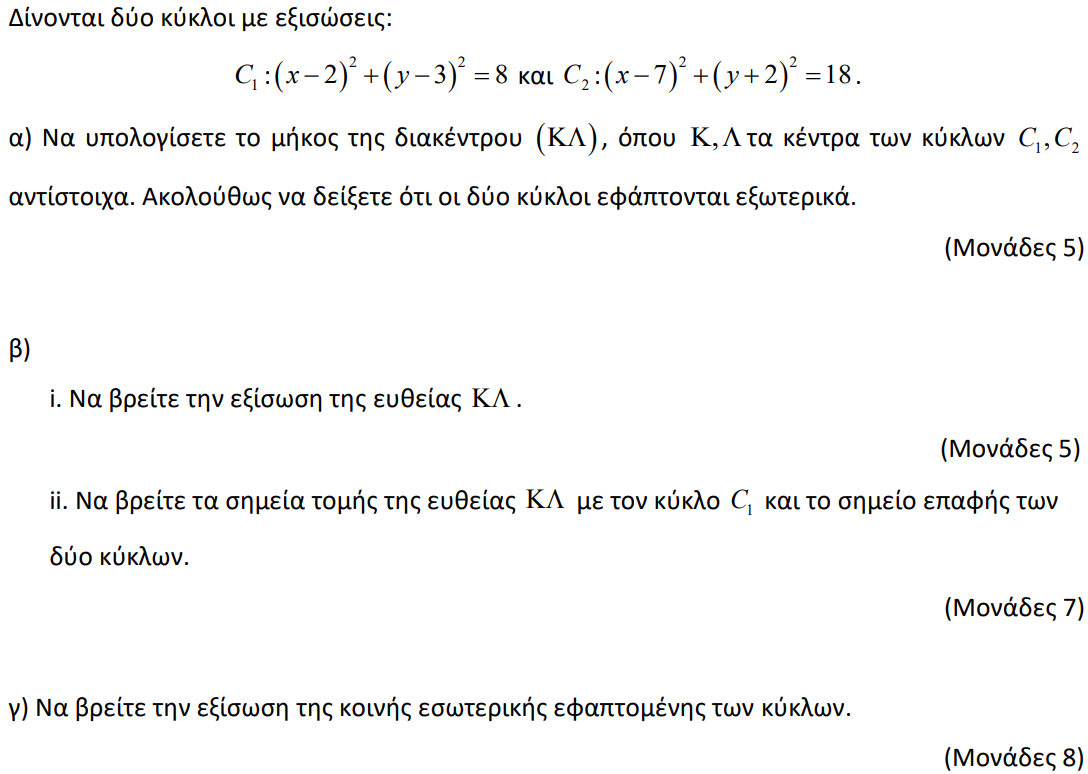 Δίνονται δύο κύκλοι με εξισώσεις:
C₁ : (x − 2)² + (y − 3)² = 8 και C₂ : (x − 7)² + (y + 2)² = 18 .
α) Να υπολογίσετε το μήκος της διακέντρου (ΚΛ), όπου Κ, Λ τα κέντρα των κύκλων C₁, C₂
αντίστοιχα. Ακολούθως να δείξετε ότι οι δύο κύκλοι εφάπτονται εξωτερικά.
(Μονάδες 5)
β)
i. Να βρείτε την εξίσωση της ευθείας ΚΛ .
(Μονάδες 5)
ii. Να βρείτε τα σημεία τομής της ευθείας ΚΛ με τον κύκλο C₁ και το σημείο επαφής των
δύο κύκλων.
(Μονάδες 7)
γ) Να βρείτε την εξίσωση της κοινής εσωτερικής εφαπτομένης των κύκλων.
(Μονάδες 8)